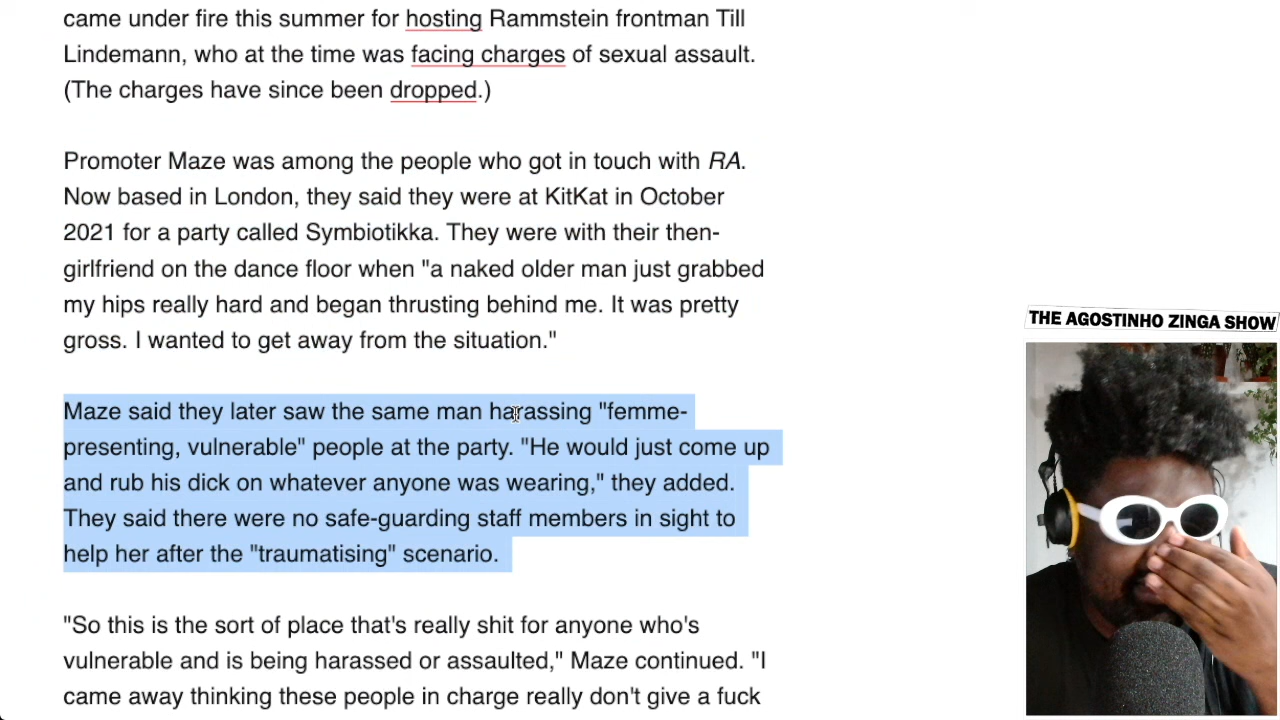 came under fire this summer for hosting Rammstein frontman Till
Lindemann, who at the time was facing charges of sexual assault.
(The charges have since been dropped.)
Promoter Maze was among the people who got in touch with RA.
Now based in London, they said they were at KitKat in October
2021 for a party called Symbiotikka. They were with their then-
girlfriend on the dance floor when "a naked older man just grabbed
my hips really hard and began thrusting behind me. It was pretty
gross. I wanted to get away from the situation."
Maze said they later saw the same man harassing "femme-
presenting, vulnerable" people at the party. "He would just come up
and rub his dick on whatever anyone was wearing," they added.
They said there were no safe-guarding staff members in sight to
help her after the "traumatising" scenario.
"So this is the sort of place that's really shit for anyone who's
vulnerable and is being harassed or assaulted," Maze continued. "I
came away thinking these people in charge really don't give a fuck
THE AGOSTINHO ZINGA SHOW